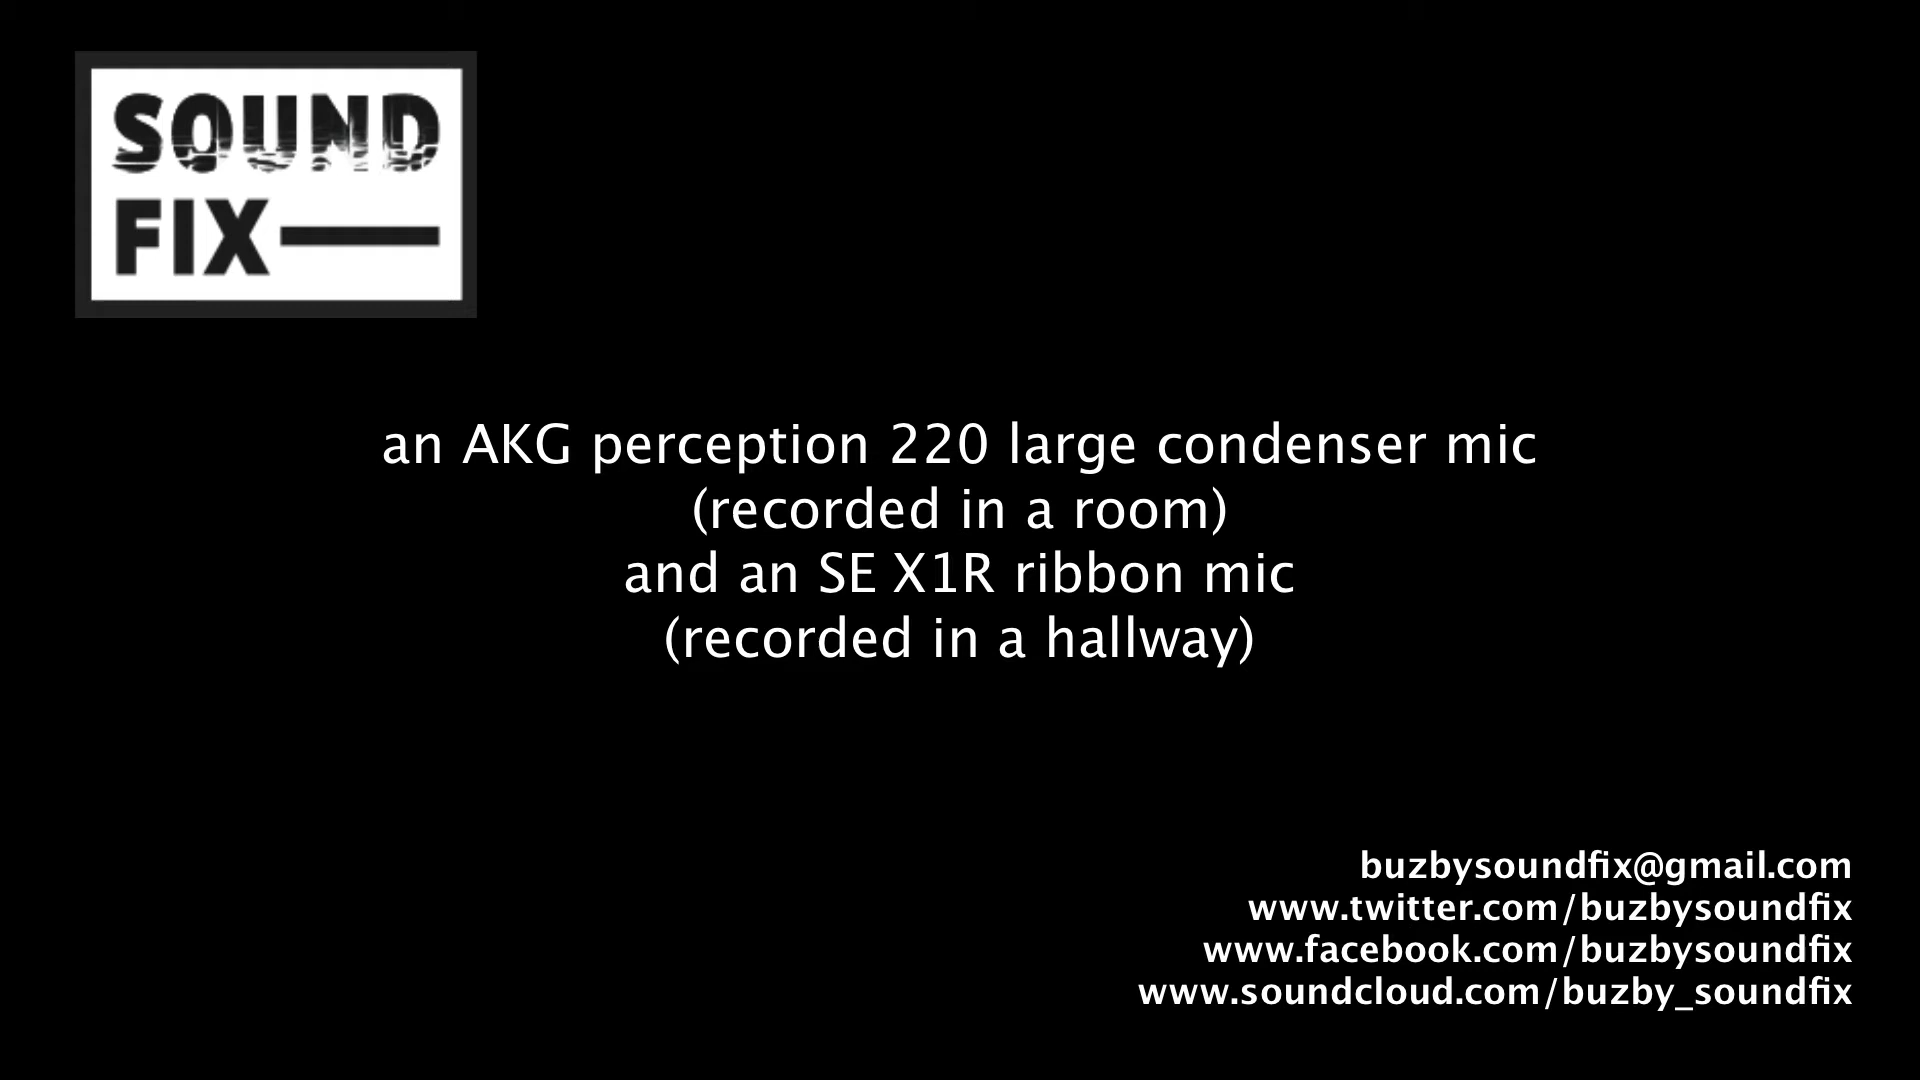 SOUND
FIX
an AKG perception 220 large condenser mic
(recorded in a room)
and an SE X1R ribbon mic
(recorded in a hallway)
buzbysoundfix@gmail.com
www.twitter.com/buzbysoundfix
www.facebook.com/buzbysoundfix
www.soundcloud.com/buzby_soundfix